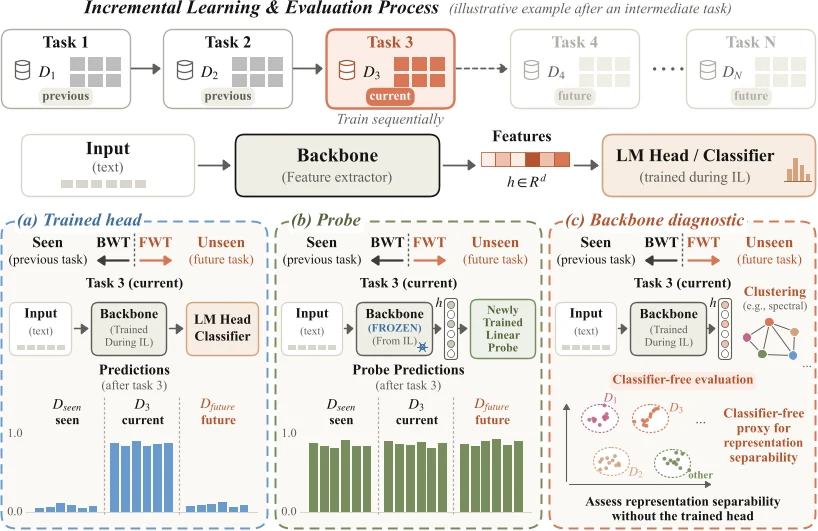 Incremental Learning & Evaluation Process (illustrative example after an intermediate task)
Task 1
D1
previous
Task 2
D2
previous
Task 3
D3
current
Task 4
D4
future
Task N
DN
future
Train sequentially
Input
(text)
Backbone
(Feature extractor)
Features
h ∈ R^d
LM Head / Classifier
(trained during IL)
(a) Trained head
Seen
(previous task)
BWT
FWT
Unseen
(future task)
Task 3 (current)
Input
(text)
Backbone
(Trained
During IL)
LM Head
Classifier
Predictions
(after task 3)
Dseen
seen
D3
current
Dfuture
future
1.0
0.0
(b) Probe
Seen
(previous task)
BWT
FWT
Unseen
(future task)
Task 3 (current)
Input
(text)
Backbone
(FROZEN)
(From IL)
h
Newly
Trained
Linear
Probe
Probe Predictions
(after task 3)
Dseen
seen
D3
current
Dfuture
future
1.0
0.0
(c) Backbone diagnostic
Seen
(previous task)
BWT
FWT
Unseen
(future task)
Task 3 (current)
Input
(text)
Backbone
(Trained
During IL)
h
Clustering
(e.g., spectral)
...
Classifier-free evaluation
D1
D3
...
D2
other
Classifier-free
proxy for
representation
separability
Assess representation separability
without the trained head